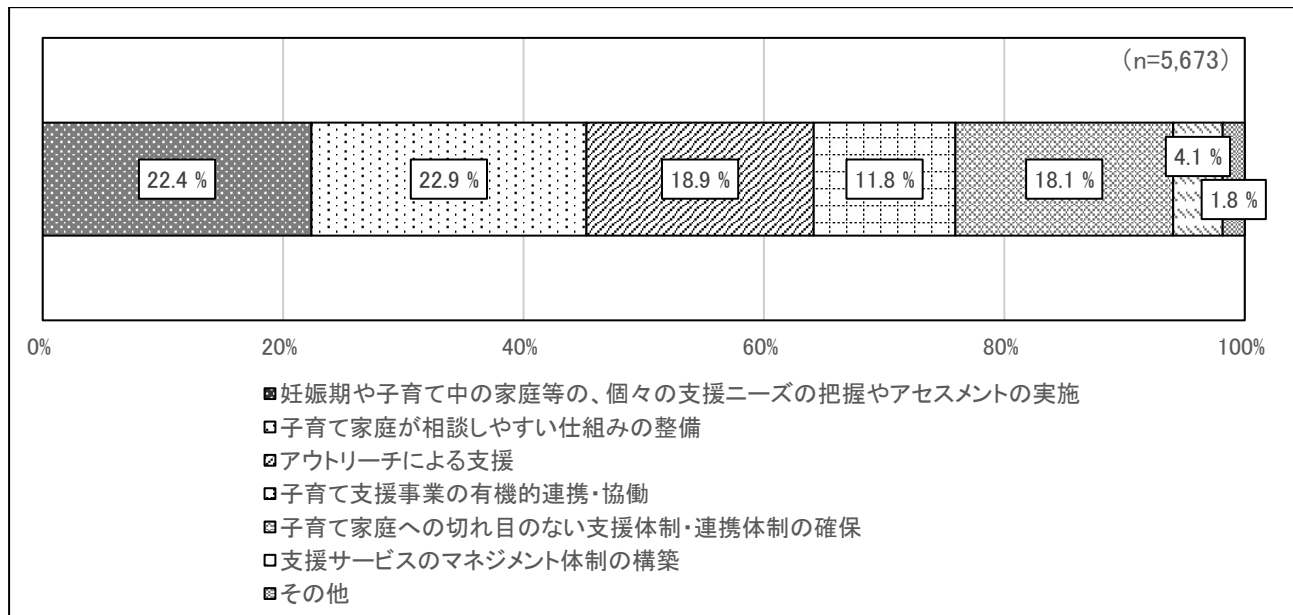 （n=5,673）
22.4 %
22.9 %
18.9 %
11.8 %
18.1 %
4.1 %
1.8 %
0% 20% 40% 60% 80% 100%
妊娠期や子育て中の家庭等の、個々の支援ニーズの把握やアセスメントの実施
子育て家庭が相談しやすい仕組みの整備
アウトリーチによる支援
子育て支援事業の有機的連携・協働
子育て家庭への切れ目のない支援体制・連携体制の確保
支援サービスのマネジメント体制の構築
その他